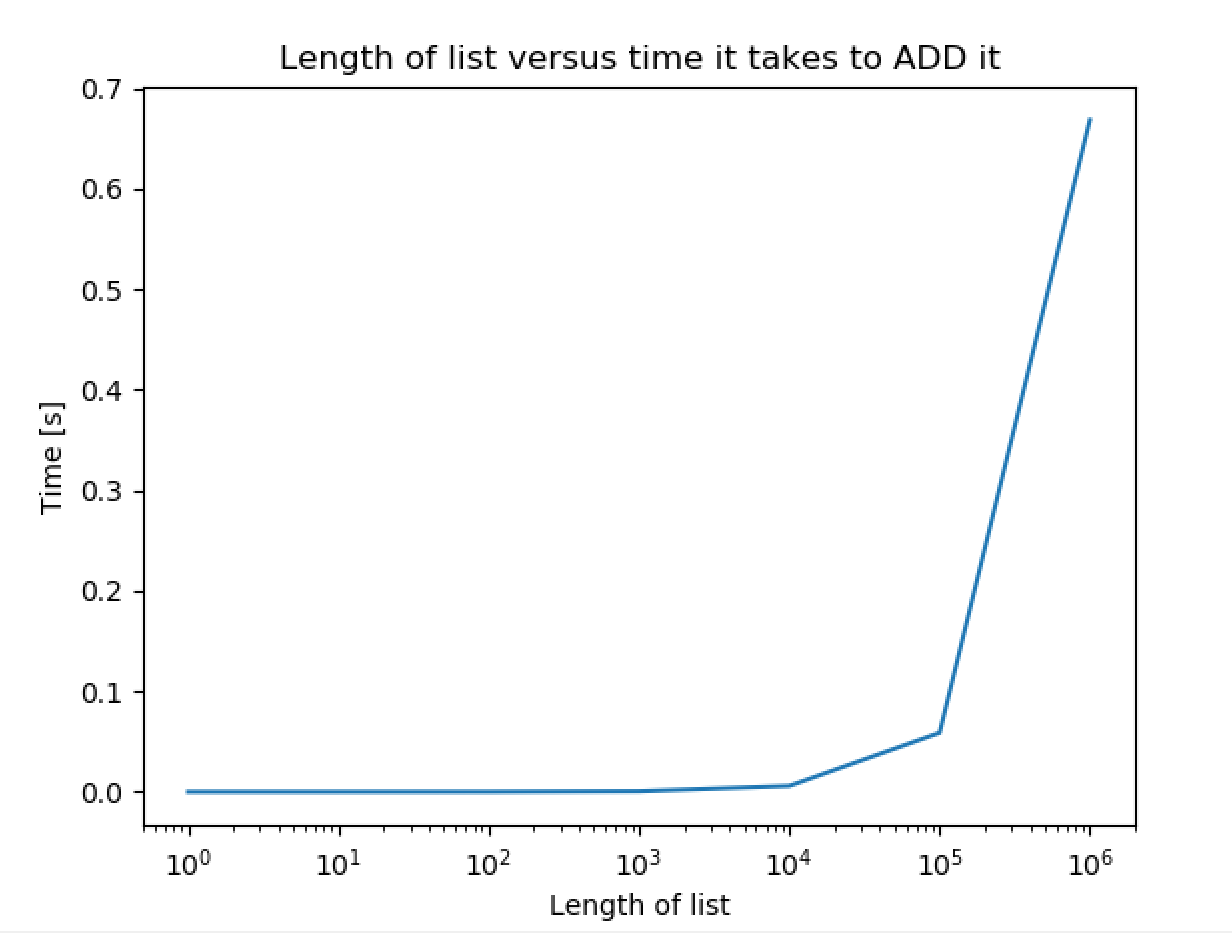 Length of list versus time it takes to ADD it
0.7
0.6
0.5
0.4
0.3
0.2
0.1
0.0
Time [s]
10⁰ 10¹ 10² 10³ 10⁴ 10⁵ 10⁶
Length of list